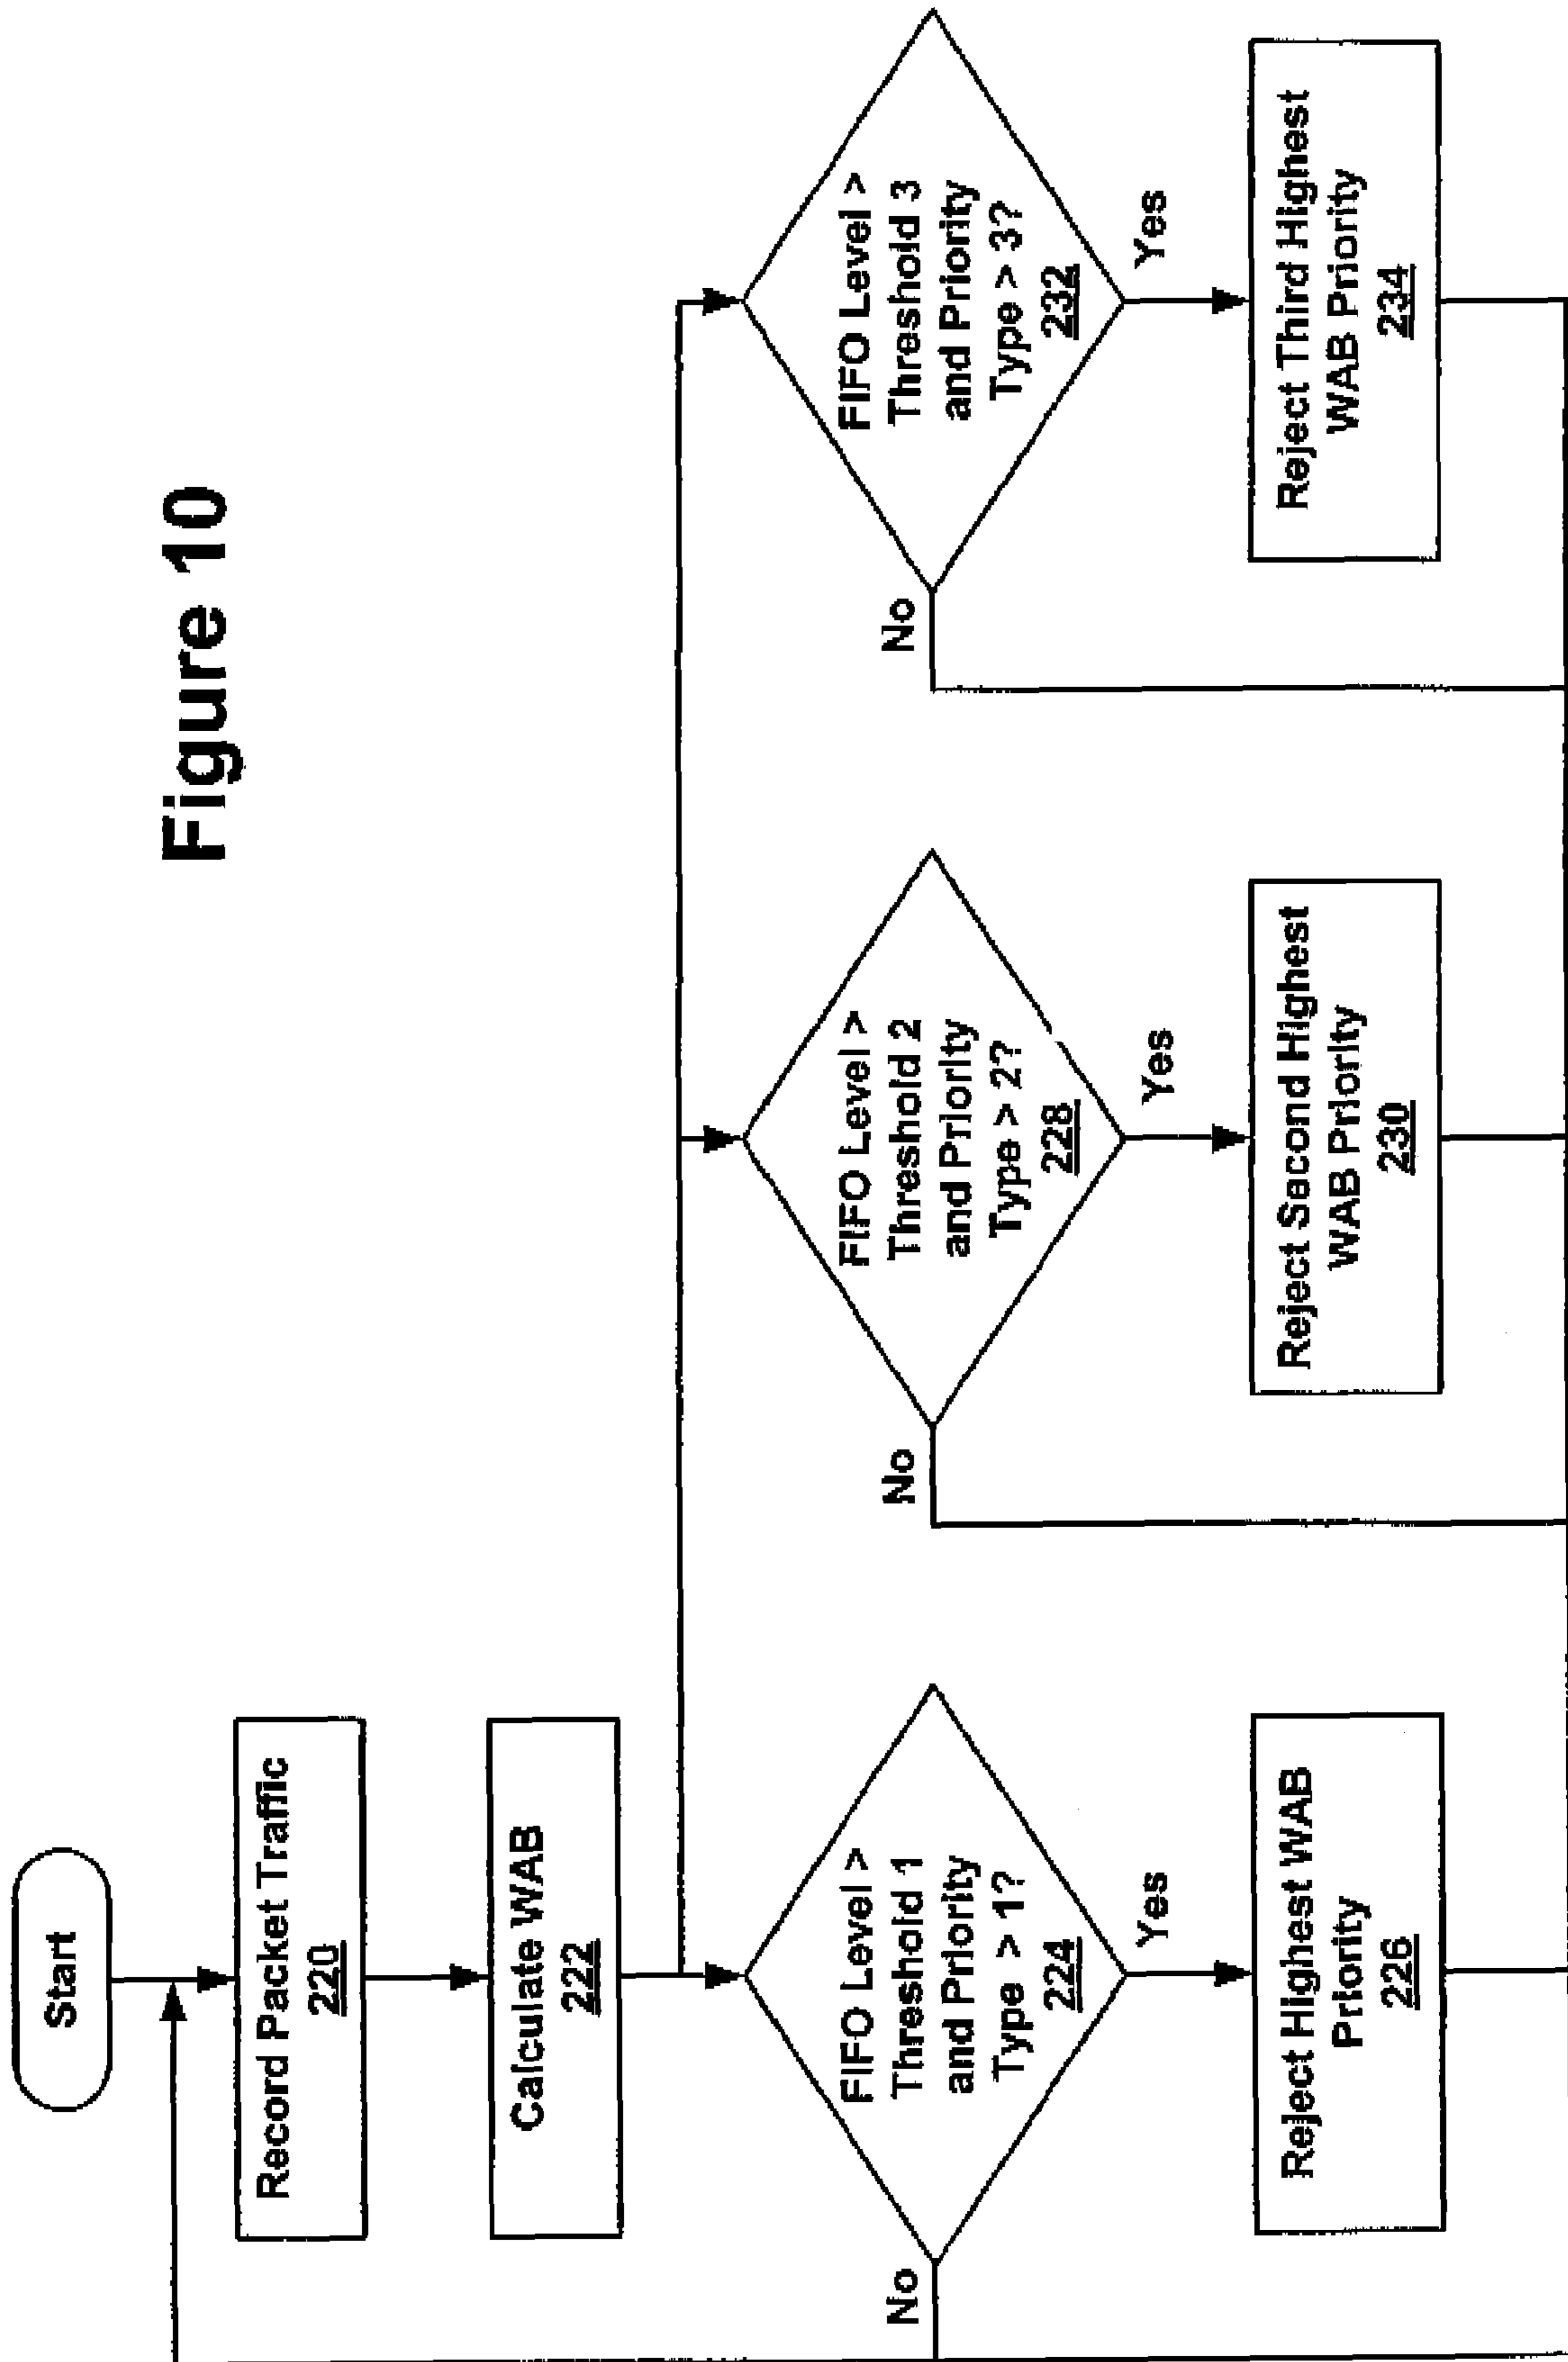 Figure 10
Start
Record Packet Traffic
220
Calculate WAB
222
FIFO Level >
Threshold 1
and Priority
Type > 1?
224
No
Yes
Reject Highest WAB
Priority
226
FIFO Level >
Threshold 2
and Priority
Type > 2?
228
No
Yes
Reject Second Highest
WAB Priority
230
FIFO Level >
Threshold 3
and Priority
Type > 3?
232
No
Yes
Reject Third Highest
WAB Priority
234